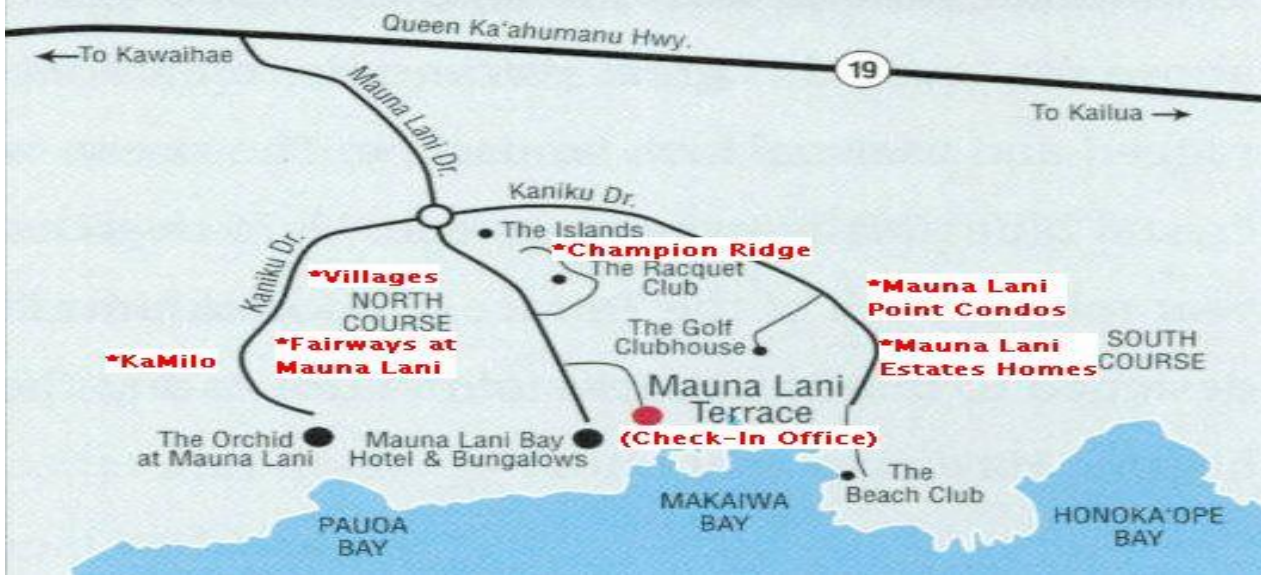 Queen Ka'ahumanu Hwy.
←To Kawaihae
19
To Kailua →
Mauna Lani Dr.
Kaniku Dr.
The Islands
*Champion Ridge
The Racquet
Club
Kaniku Dr.
*Villages
NORTH
COURSE
*Mauna Lani
Point Condos
The Golf
Clubhouse
*Fairways at
Mauna Lani
*KaMilo
*Mauna Lani
Estates Homes
SOUTH
COURSE
Mauna Lani
Terrace
(Check-In Office)
The Orchid
at Mauna Lani
Mauna Lani Bay
Hotel & Bungalows
The
Beach Club
MAKAIWA
BAY
PAUOA
BAY
HONOKA'OPE
BAY